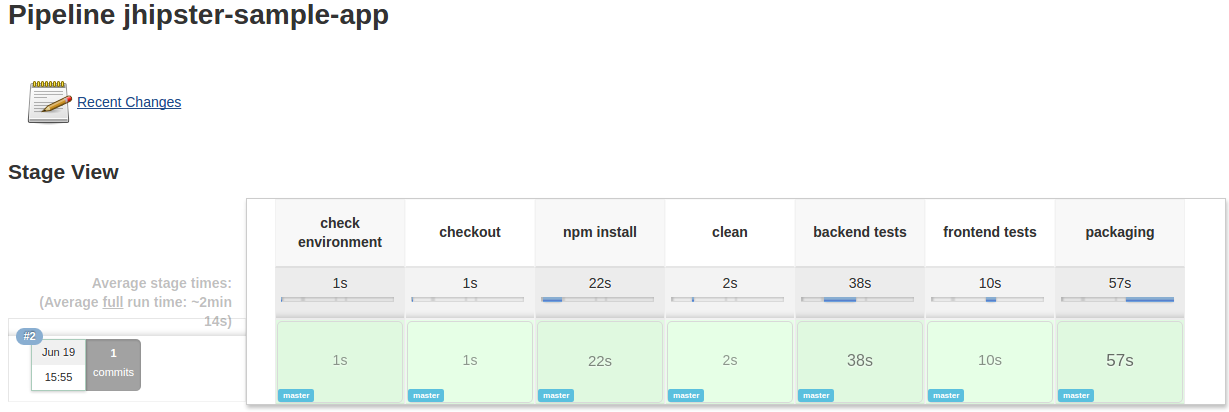 Pipeline jhipster-sample-app
Recent Changes
Stage View
check
environment
checkout
npm install
clean
backend tests
frontend tests
packaging
Average stage times:
(Average full run time: ~2min
14s)
1s
1s
22s
2s
38s
10s
57s
#2
Jun 19
15:55
1
commits
1s
1s
22s
2s
38s
10s
57s
master
master
master
master
master
master
master